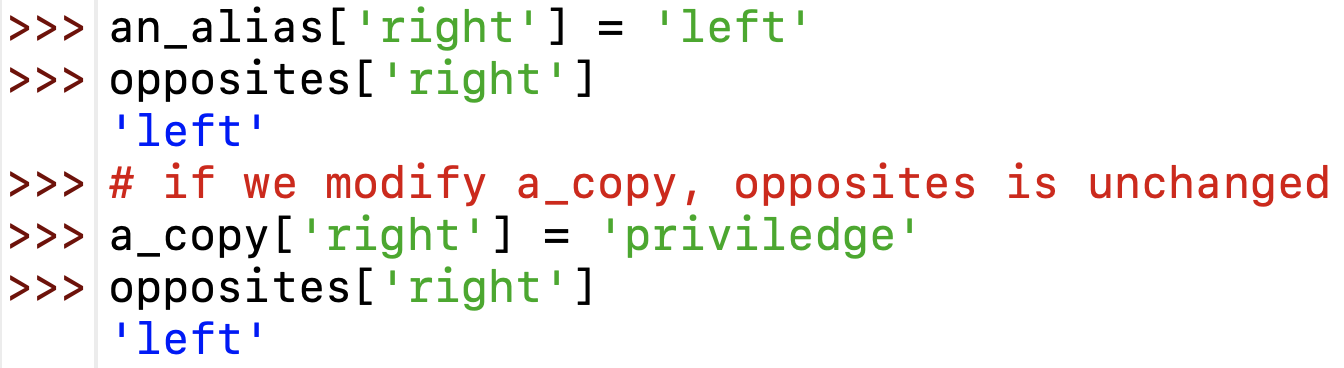 >>> an_alias['right'] = 'left'
>>> opposites['right']
'left'
>>> # if we modify a_copy, opposites is unchanged
>>> a_copy['right'] = 'priviledge'
>>> opposites['right']
'left'